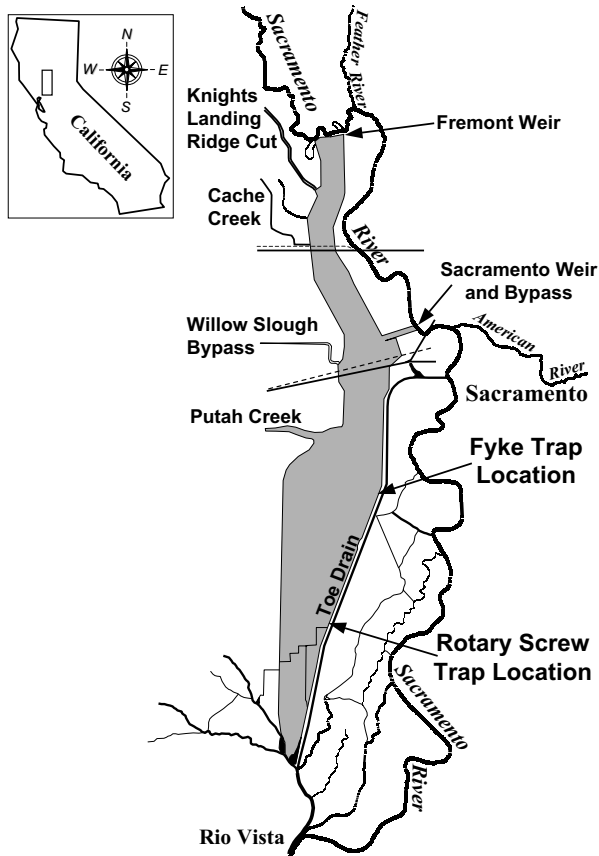 N
W
E
S
California
Sacramento
Feather
River
Knights
Landing
Ridge Cut
Fremont Weir
Cache
Creek
River
Sacramento Weir
and Bypass
American
River
Willow Slough
Bypass
Sacramento
Putah Creek
Fyke Trap
Location
Toe Drain
Rotary Screw
Trap Location
Sacramento
River
Rio Vista